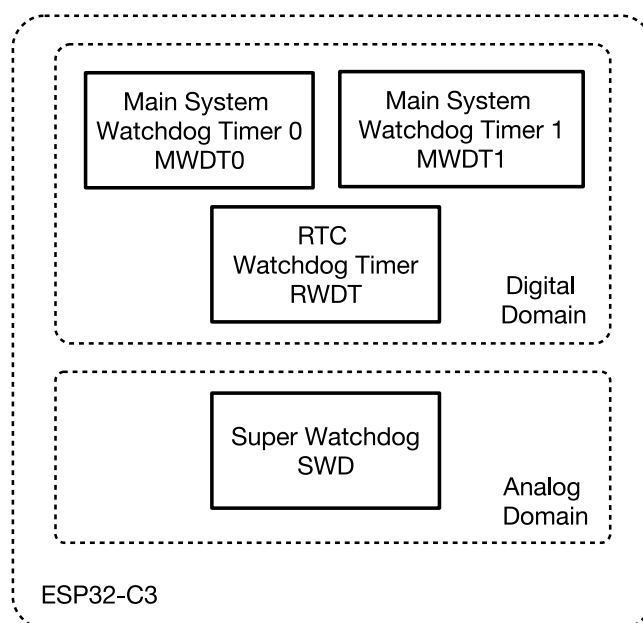 Main System
Watchdog Timer 0
MWDT0
Main System
Watchdog Timer 1
MWDT1
RTC
Watchdog Timer
RWDT
Digital
Domain
Super Watchdog
SWD
Analog
Domain
ESP32-C3